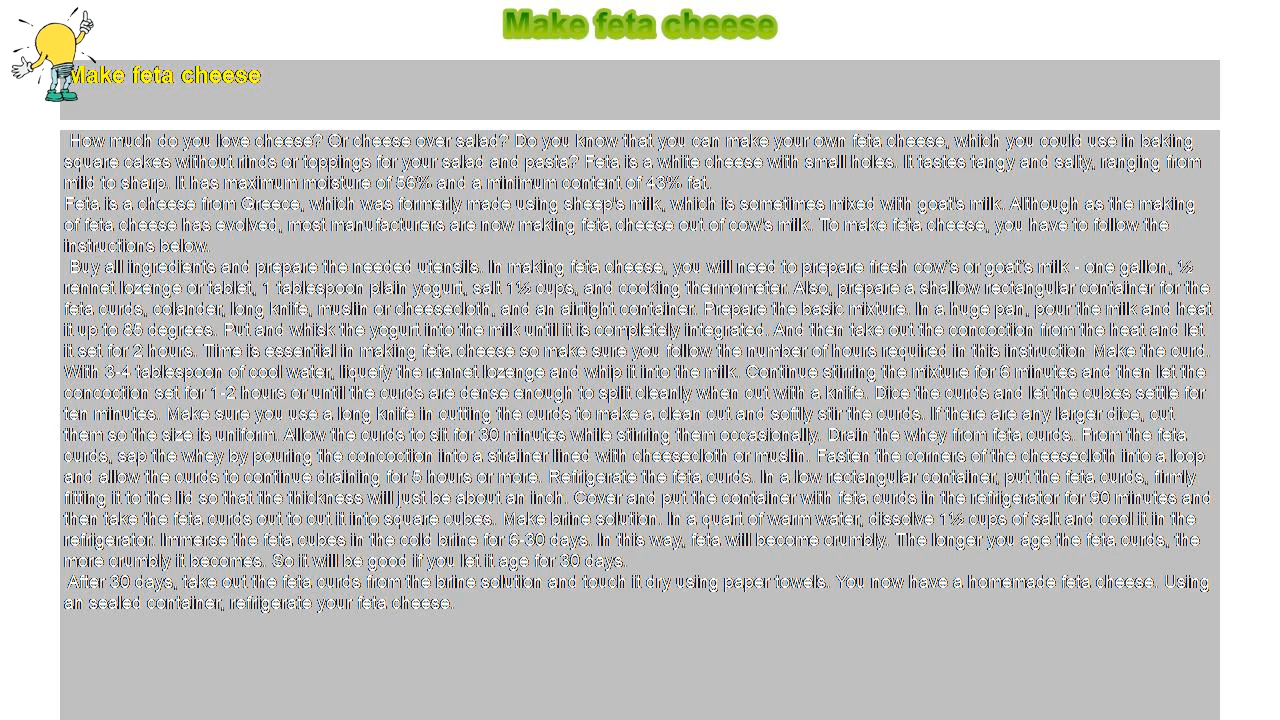 Make feta cheese
Make feta cheese
How much do you love cheese? Or cheese over salad? Do you know that you can make your own feta cheese, which you could use in baking
square cakes without rinds or toppings for your salad and pasta? Feta is a white cheese with small holes. It tastes tangy and salty, ranging from
mild to sharp. It has maximum moisture of 56% and a minimum content of 43% fat.
Feta is a cheese from Greece, which was formerly made using sheep's milk, which is sometimes mixed with goat's milk. Although as the making
of feta cheese has evolved, most manufacturers are now making feta cheese out of cow's milk. To make feta cheese, you have to follow the
instructions below.
Buy all ingredients and prepare the needed utensils. In making feta cheese, you will need to prepare fresh cow's or goat's milk - one gallon, ½
rennet lozenge or tablet, 1 tablespoon plain yogurt, salt 1½ cups, and cooking thermometer. Also, prepare a shallow rectangular container for the
feta curds, colander, long knife, muslin or cheesecloth, and an airtight container. Prepare the basic mixture. In a huge pan, pour the milk and heat
it up to 85 degrees. Put and whisk the yogurt into the milk until it is completely integrated. And then take out the concoction from the heat and let
it set for 2 hours. Time is essential in making feta cheese so make sure you follow the number of hours required in this instruction Make the curd.
With 3-4 tablespoon of cool water, liquefy the rennet lozenge and whip it into the milk. Continue stirring the mixture for 6 minutes and then let the
concoction set for 1-2 hours or until the curds are dense enough to split cleanly when cut with a knife. Dice the curds and let the cubes settle for
ten minutes. Make sure you use a long knife in cutting the curds to make a clean cut and softly stir the curds. If there are any larger dice, cut
them so the size is uniform. Allow the curds to sit for 30 minutes while stirring them occasionally. Drain the whey from feta curds. From the feta
curds, sap the whey by pouring the concoction into a strainer lined with cheesecloth or muslin. Fasten the corners of the cheesecloth into a loop
and allow the curds to continue draining for 5 hours or more. Refrigerate the feta curds. In a low rectangular container, put the feta curds, firmly
fitting it to the lid so that the thickness will just be about an inch. Cover and put the container with feta curds in the refrigerator for 90 minutes and
then take the feta curds out to cut it into square cubes. Make brine solution. In a quart of warm water, dissolve 1½ cups of salt and cool it in the
refrigerator. Immerse the feta cubes in the cold brine for 6-30 days. In this way, feta will become crumbly. The longer you age the feta curds, the
more crumbly it becomes. So it will be good if you let it age for 30 days.
After 30 days, take out the feta curds from the brine solution and touch it dry using paper towels. You now have a homemade feta cheese. Using
an sealed container, refrigerate your feta cheese.